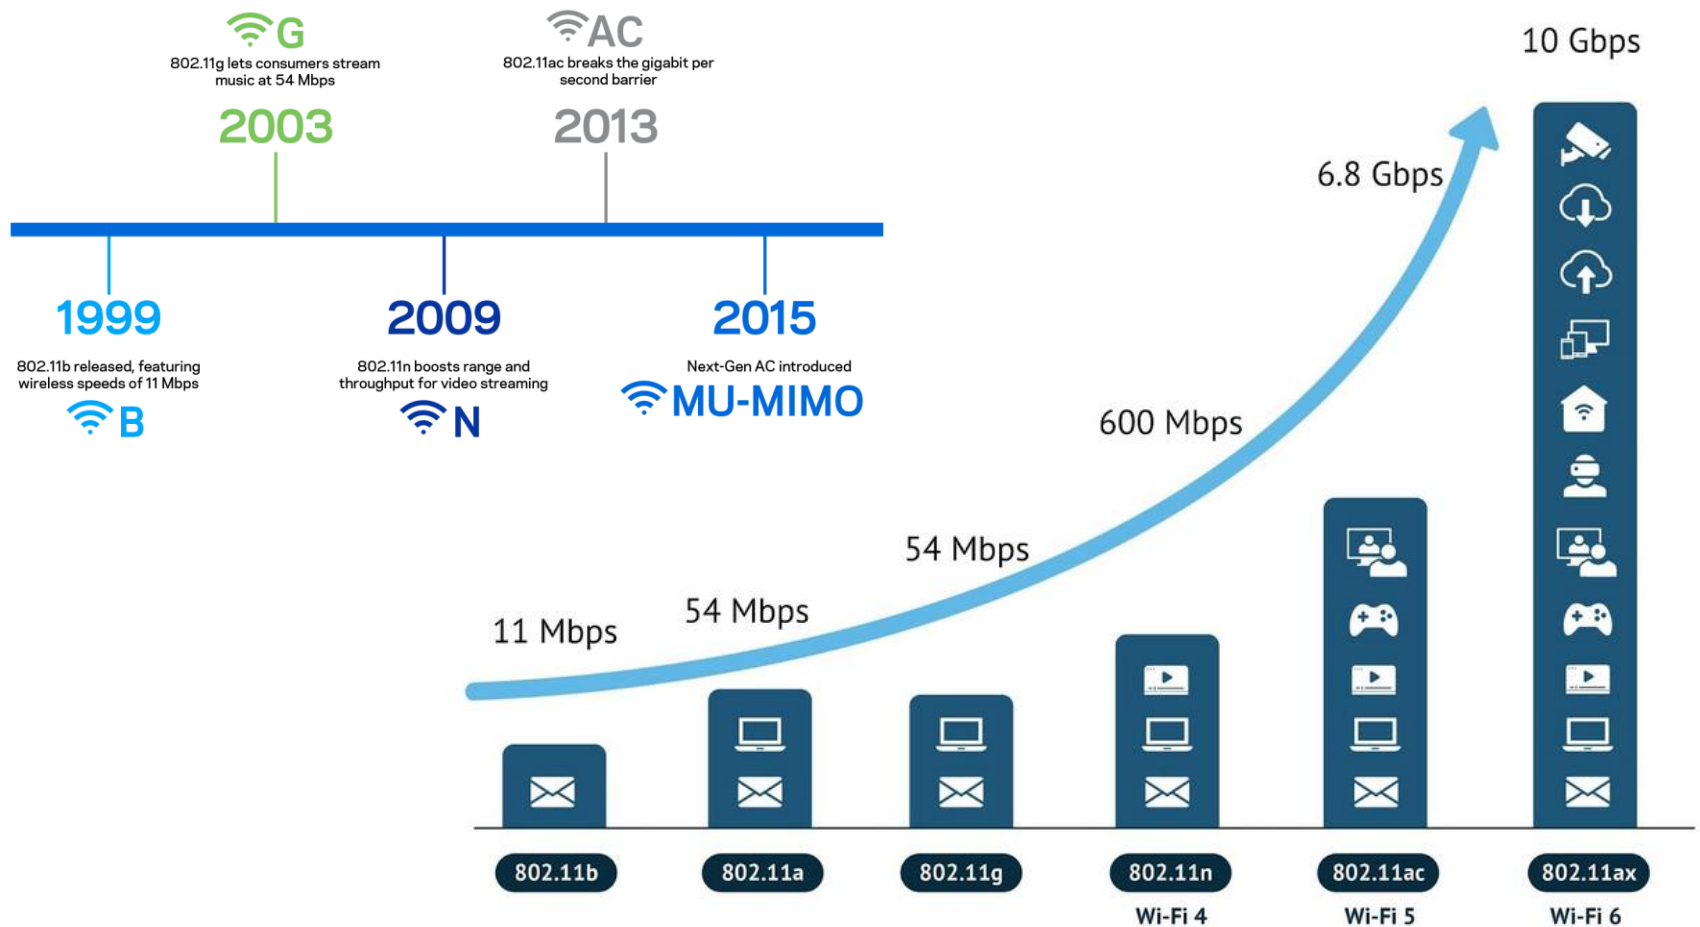 G
802.11g lets consumers stream
music at 54 Mbps
2003
AC
802.11ac breaks the gigabit per
second barrier
2013
1999
802.11b released, featuring
wireless speeds of 11 Mbps
B
2009
802.11n boosts range and
throughput for video streaming
N
2015
Next-Gen AC introduced
MU-MIMO
11 Mbps
54 Mbps
54 Mbps
600 Mbps
6.8 Gbps
10 Gbps
802.11b
802.11a
802.11g
802.11n
Wi-Fi 4
802.11ac
Wi-Fi 5
802.11ax
Wi-Fi 6